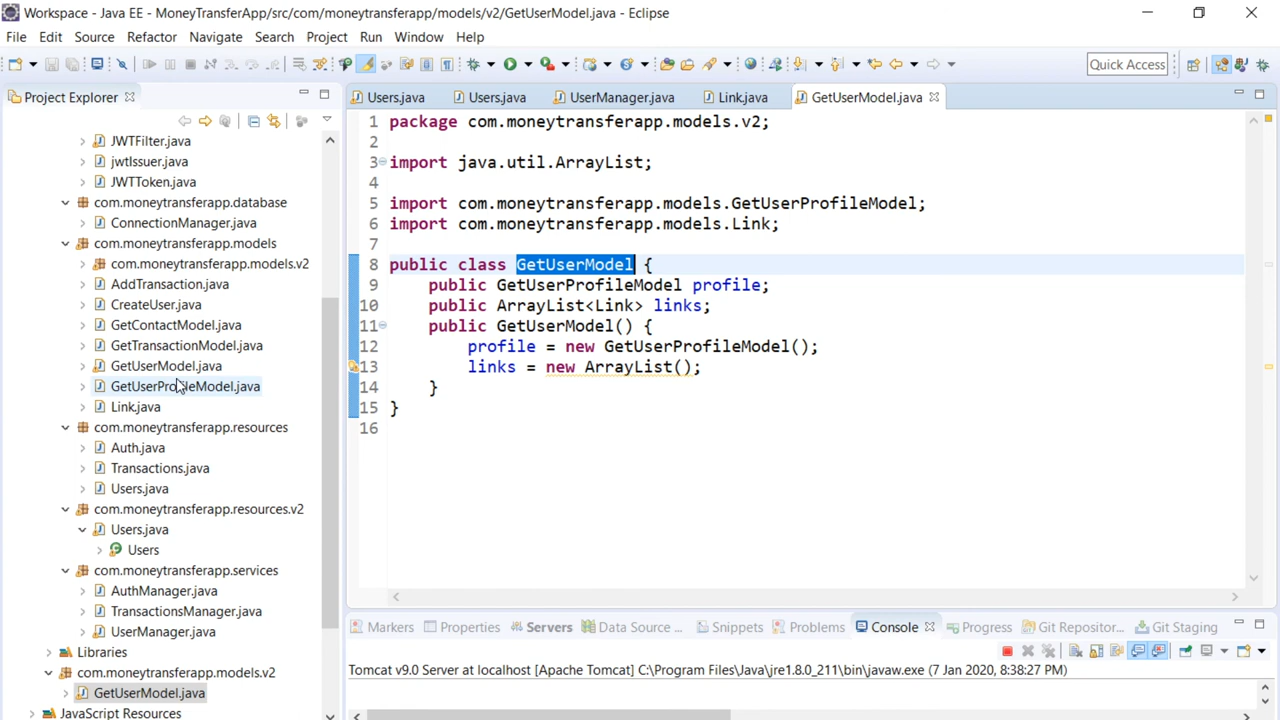 Workspace - Java EE - MoneyTransferApp/src/com/moneytransferapp/models/v2/GetUserModel.java - Eclipse
File Edit Source Refactor Navigate Search Project Run Window Help
Quick Access
Project Explorer
Users.java Users.java UserManager.java Link.java GetUserModel.java
JWTFilter.java
jwtIssuer.java
JWTToken.java
com.moneytransferapp.database
ConnectionManager.java
com.moneytransferapp.models
com.moneytransferapp.models.v2
AddTransaction.java
CreateUser.java
GetContactModel.java
GetTransactionModel.java
GetUserModel.java
GetUserProfileModel.java
Link.java
com.moneytransferapp.resources
Auth.java
Transactions.java
Users.java
com.moneytransferapp.resources.v2
Users.java
Users
com.moneytransferapp.services
AuthManager.java
TransactionsManager.java
UserManager.java
Libraries
com.moneytransferapp.models.v2
GetUserModel.java
JavaScript Resources
1 package com.moneytransferapp.models.v2;
2
3 import java.util.ArrayList;
4
5 import com.moneytransferapp.models.GetUserProfileModel;
6 import com.moneytransferapp.models.Link;
7
8 public class GetUserModel {
9 public GetUserProfileModel profile;
10 public ArrayList<Link> links;
11 public GetUserModel() {
12 profile = new GetUserProfileModel();
13 links = new ArrayList();
14 }
15 }
16
Markers Properties Servers Data Source ... Snippets Problems Console Progress Git Repositor... Git Staging
Tomcat v9.0 Server at localhost [Apache Tomcat] C:\Program Files\Java\jre1.8.0_211\bin\javaw.exe (7 Jan 2020, 8:38:27 PM)